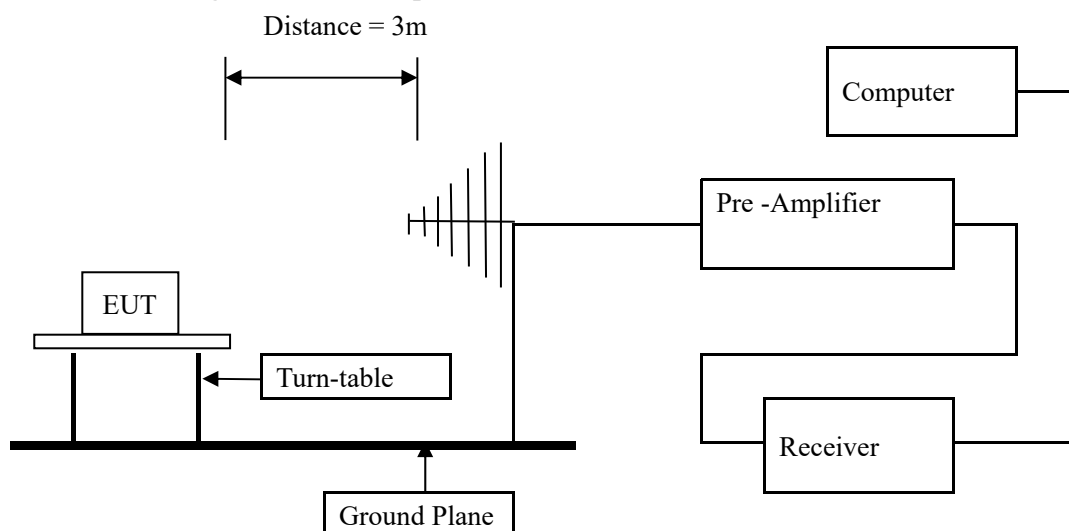 Distance = 3m
Computer
Pre -Amplifier
EUT
Turn-table
Receiver
Ground Plane